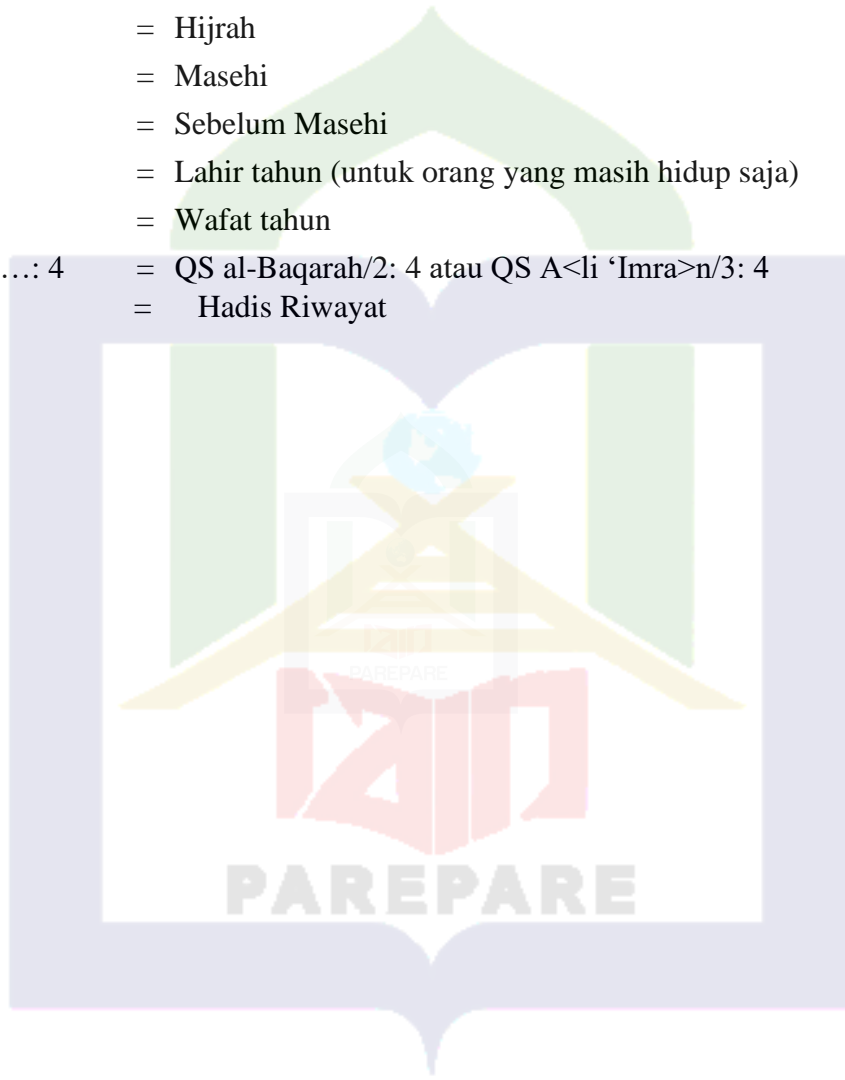 = Hijrah
= Masehi
= Sebelum Masehi
= Lahir tahun (untuk orang yang masih hidup saja)
= Wafat tahun
…: 4 = QS al-Baqarah/2: 4 atau QS A<li ‘Imra>n/3: 4
= Hadis Riwayat
PAREPARE
PAREPARE